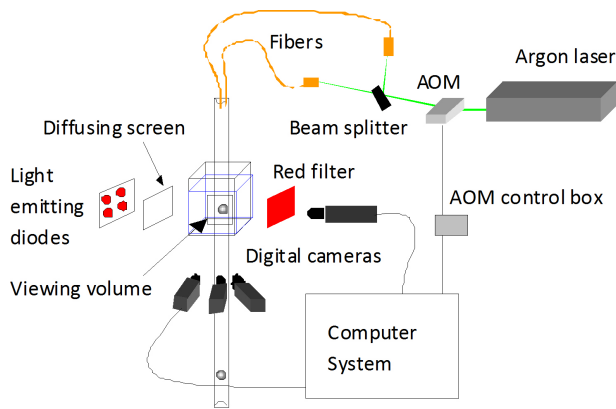 Fibers
Argon laser
AOM
Beam splitter
Diffusing screen
Light
emitting
diodes
Red filter
AOM control box
Digital cameras
Viewing volume
Computer
System